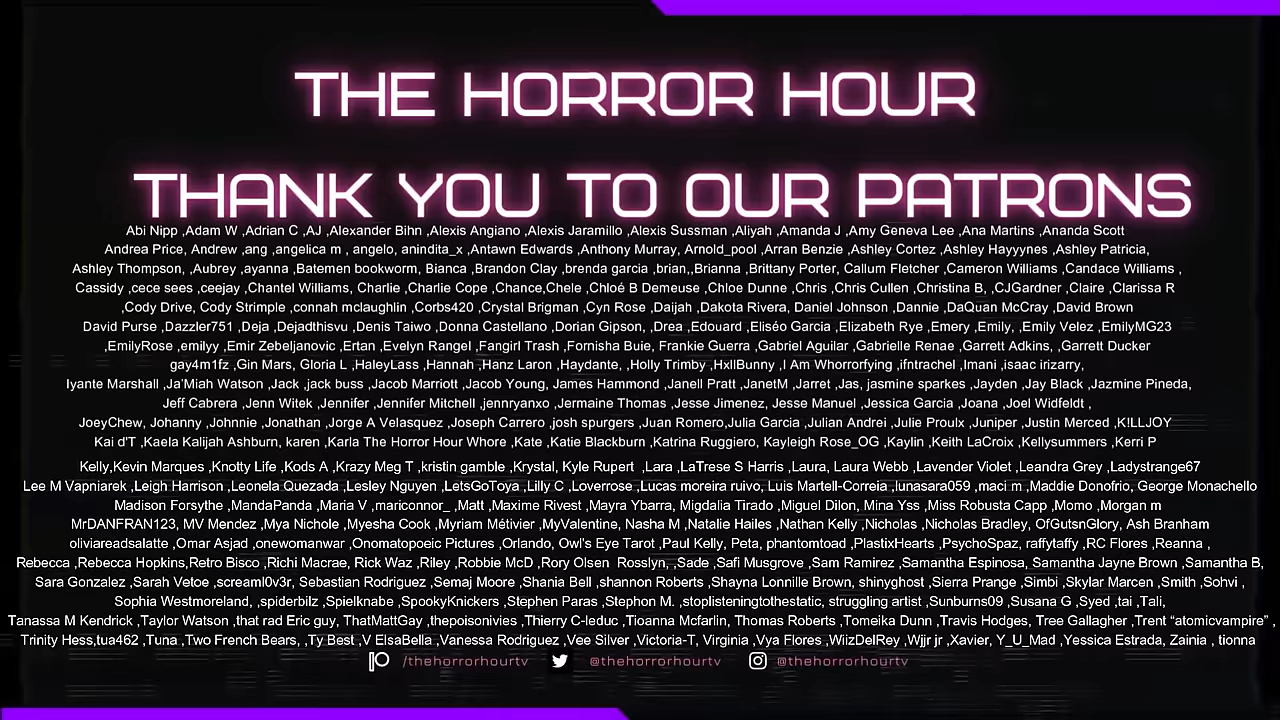 THE HORROR HOUR
THANK YOU TO OUR PATRONS
Abi Nipp ,Adam W ,Adrian C ,AJ ,Alexander Bihn ,Alexis Angiano ,Alexis Jaramillo ,Alexis Sussman ,Aliyah ,Amanda J ,Amy Geneva Lee ,Ana Martins ,Ananda Scott
Andrea Price, Andrew ,ang ,angelica m , angelo, anindita_x ,Antawn Edwards ,Anthony Murray, Arnold_pool ,Arran Benzie ,Ashley Cortez ,Ashley Hayyynes ,Ashley Patricia,
Ashley Thompson, ,Aubrey ,ayanna ,Batemen bookworm, Bianca ,Brandon Clay ,brenda garcia ,brian,,Brianna ,Brittany Porter, Callum Fletcher ,Cameron Williams ,Candace Williams ,
Cassidy ,cece sees ,ceejay ,Chantel Williams, Charlie ,Charlie Cope ,Chance,Chele ,Chloé B Demeuse ,Chloe Dunne ,Chris ,Chris Cullen ,Christina B, ,CJGardner ,Claire ,Clarissa R
,Cody Drive, Cody Strimple ,connah mclaughlin ,Corbs420 ,Crystal Brigman ,Cyn Rose ,Daijah ,Dakota Rivera, Daniel Johnson ,Dannie ,DaQuan McCray ,David Brown
David Purse ,Dazzler751 ,Deja ,Dejadthisvu ,Denis Taiwo ,Donna Castellano ,Dorian Gipson, ,Drea ,Edouard ,Eliséo Garcia ,Elizabeth Rye ,Emery ,Emily, ,Emily Velez ,EmilyMG23
,EmilyRose ,emilyy ,Emir Zebeljanovic ,Ertan ,Evelyn Rangel ,Fangirl Trash ,Fornisha Buie, Frankie Guerra ,Gabriel Aguilar ,Gabrielle Renae ,Garrett Adkins, ,Garrett Ducker
gay4m1fz ,Gin Mars, Gloria L ,HaleyLass ,Hannah ,Hanz Laron ,Haydante, ,Holly Trimby ,HxllBunny ,I Am Whorrorfying ,ifntrachel ,Imani ,isaac irizarry,
Iyante Marshall ,Ja'Miah Watson ,Jack ,jack buss ,Jacob Marriott ,Jacob Young, James Hammond ,Janell Pratt ,JanetM ,Jarret ,Jas, jasmine sparkes ,Jayden ,Jay Black ,Jazmine Pineda,
Jeff Cabrera ,Jenn Witek ,Jennifer ,Jennifer Mitchell ,jennryanxo ,Jermaine Thomas ,Jesse Jimenez, Jesse Manuel ,Jessica Garcia ,Joana ,Joel Widfeldt ,
JoeyChew, Johanny ,Johnnie ,Jonathan ,Jorge A Velasquez ,Joseph Carrero ,josh spurgers ,Juan Romero,Julia Garcia ,Julian Andrei ,Julie Proulx ,Juniper ,Justin Merced ,K!LLJOY
Kai d'T ,Kaela Kalijah Ashburn, karen ,Karla The Horror Hour Whore ,Kate ,Katie Blackburn ,Katrina Ruggiero, Kayleigh Rose_OG ,Kaylin ,Keith LaCroix ,Kellysummers ,Kerri P
Kelly,Kevin Marques ,Knotty Life ,Kods A ,Krazy Meg T ,kristin gamble ,Krystal, Kyle Rupert ,Lara ,LaTrese S Harris ,Laura, Laura Webb ,Lavender Violet ,Leandra Grey ,Ladystrange67
Lee M Vapniarek ,Leigh Harrison ,Leonela Quezada ,Lesley Nguyen ,LetsGoToya ,Lilly C ,Loverrose ,Lucas moreira ruivo, Luis Martell-Correia ,lunasara059 ,maci m ,Maddie Donofrio, George Monachello
Madison Forsythe ,MandaPanda ,Maria V ,mariconnor_ ,Matt ,Maxime Rivest ,Mayra Ybarra, Migdalia Tirado ,Miguel Dilon, Mina Yss ,Miss Robusta Capp ,Momo ,Morgan m
MrDANFRAN123, MV Mendez ,Mya Nichole ,Myesha Cook ,Myriam Métivier ,MyValentine, Nasha M ,Natalie Hailes ,Nathan Kelly ,Nicholas ,Nicholas Bradley, OfGutsnGlory, Ash Branham
oliviareadsalatte ,Omar Asjad ,onewomanwar ,Onomatopoeic Pictures ,Orlando, Owl's Eye Tarot ,Paul Kelly, Peta, phantomtoad ,PlastixHearts ,PsychoSpaz, raffytaffy ,RC Flores ,Reanna ,
Rebecca ,Rebecca Hopkins,Retro Bisco ,Richi Macrae, Rick Waz ,Riley ,Robbie McD ,Rory Olsen Rosslyn, ,Sade ,Safi Musgrove ,Sam Ramirez ,Samantha Espinosa, Samantha Jayne Brown ,Samantha B,
Sara Gonzalez ,Sarah Vetoe ,screaml0v3r, Sebastian Rodriguez ,Semaj Moore ,Shania Bell ,shannon Roberts ,Shayna Lonnille Brown, shinyghost ,Sierra Prange ,Simbi ,Skylar Marcen ,Smith ,Sohvi ,
Sophia Westmoreland, ,spiderbilz ,Spielknabe ,SpookyKnickers ,Stephen Paras ,Stephon M. ,stoplisteningtothestatic, struggling artist ,Sunburns09 ,Susana G ,Syed ,tai ,Tali,
Tanassa M Kendrick ,Taylor Watson ,that rad Eric guy, ThatMattGay ,thepoisonivies ,Thierry C-leduc ,Tioanna Mcfarlin, Thomas Roberts ,Tomeika Dunn ,Travis Hodges, Tree Gallagher ,Trent “atomicvampire” ,
Trinity Hess,tua462 ,Tuna ,Two French Bears, ,Ty Best ,V ElsaBella ,Vanessa Rodriguez ,Vee Silver ,Victoria-T, Virginia ,Vya Flores ,WiizDelRey ,Wjjr jr ,Xavier, Y_U_Mad ,Yessica Estrada, Zainia , tionna
/thehorrorhourtv @thehorrorhourtv @thehorrorhourtv